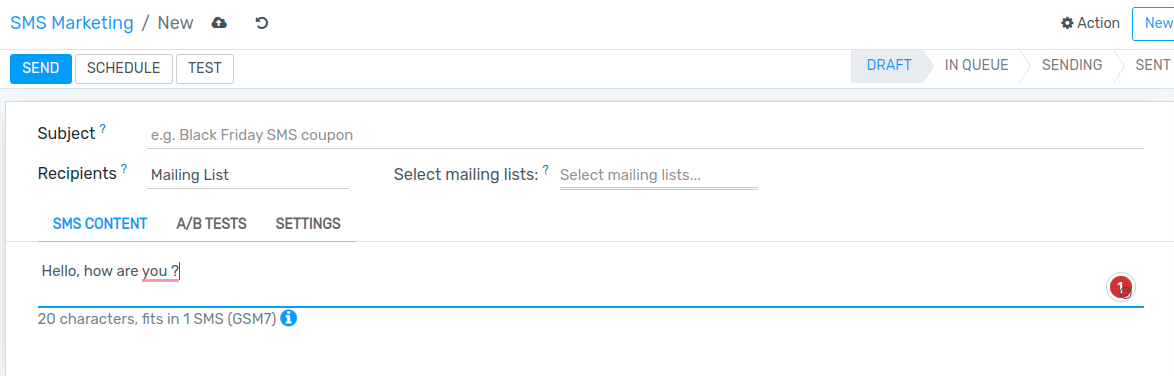 SMS Marketing / New
Action
New
SEND SCHEDULE TEST
DRAFT IN QUEUE SENDING SENT
Subject ? e.g. Black Friday SMS coupon
Recipients ? Mailing List Select mailing lists: ? Select mailing lists...
SMS CONTENT A/B TESTS SETTINGS
Hello, how are you ?
1
20 characters, fits in 1 SMS (GSM7)